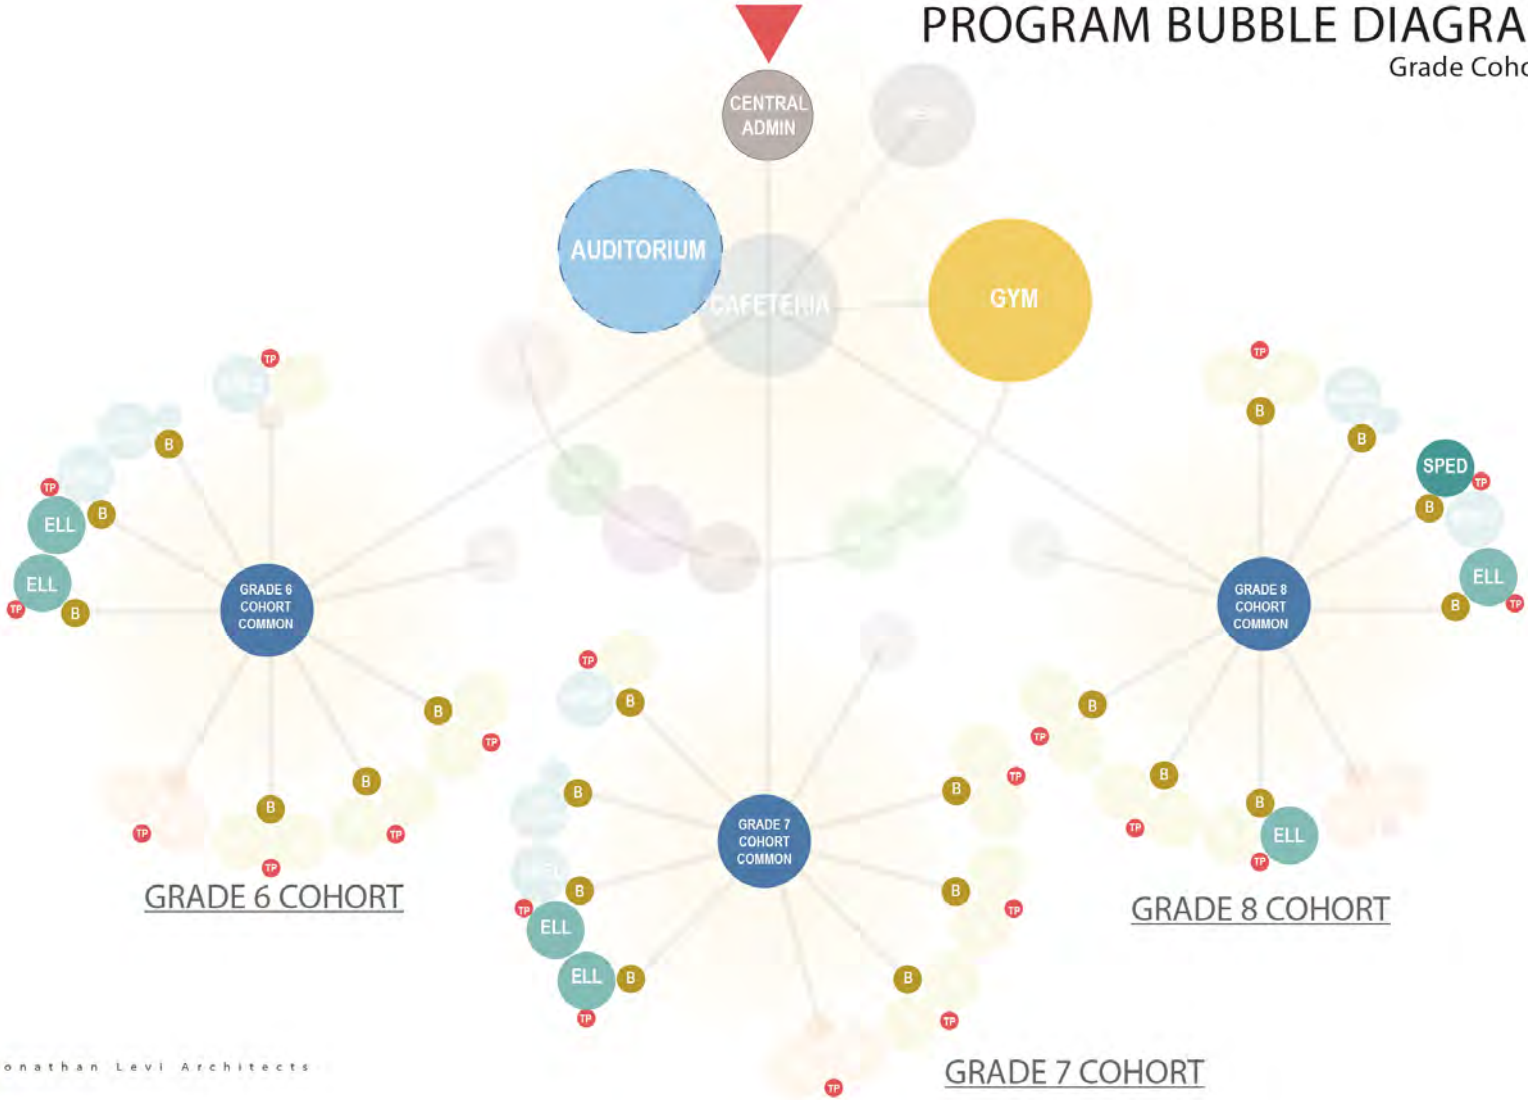 PROGRAM BUBBLE DIAGRA
Grade Coho
CENTRAL
ADMIN
AUDITORIUM
CAFETERIA
GYM
TP
B
TP
B
ELL
ELL
TP
B
GRADE 6
COHORT
COMMON
B
TP
B
TP
B
TP
TP
GRADE 6 COHORT
TP
B
B
B
TP
ELL
ELL
B
TP
GRADE 7
COHORT
COMMON
B
TP
B
TP
B
TP
TP
GRADE 7 COHORT
TP
B
B
SPED
TP
B
ELL
TP
B
GRADE 8
COHORT
COMMON
B
TP
B
TP
B
ELL
TP
GRADE 8 COHORT
onathan Levi Architects